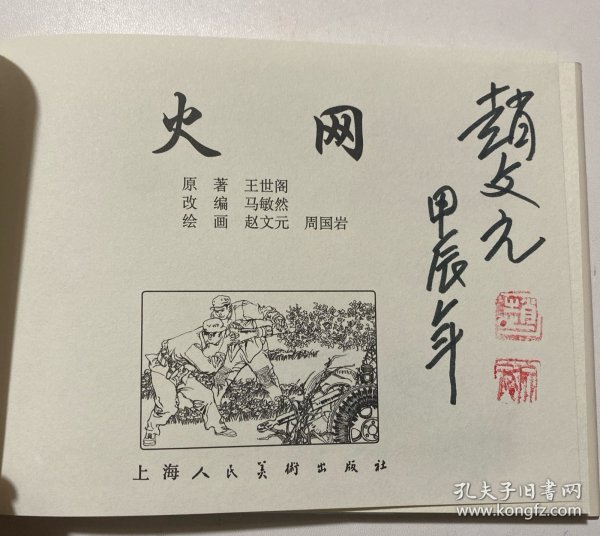 火 网
原 著 王世阁
改 编 马敏然
绘 画 赵文元 周国岩
上海人民美術出版社
趙文元
甲辰年
孔夫子旧书网
www.kongfz.com